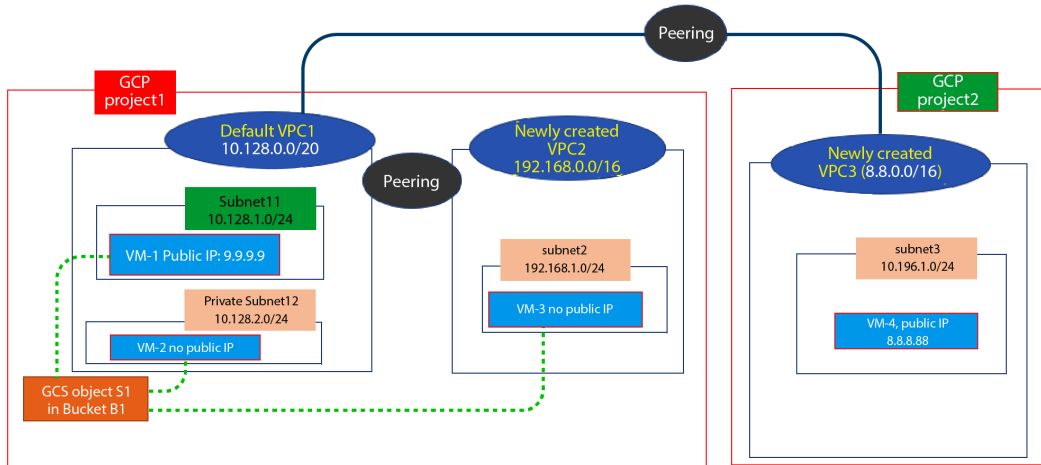 Peering
GCP
project1
GCP
project2
Default VPC1
10.128.0.0/20
Newly created
VPC2
192.168.0.0/16
Newly created
VPC3 (8.8.0.0/16)
Peering
Subnet11
10.128.1.0/24
VM-1 Public IP: 9.9.9.9
subnet2
192.168.1.0/24
subnet3
10.196.1.0/24
Private Subnet12
10.128.2.0/24
VM-3 no public IP
VM-4, public IP
8.8.8.88
VM-2 no public IP
GCS object S1
in Bucket B1